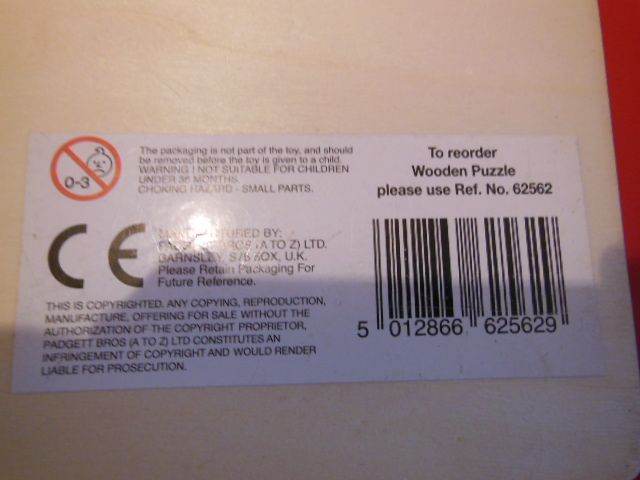 0-3
The packaging is not part of the toy, and should
be removed before the toy is given to a child.
WARNING ! NOT SUITABLE FOR CHILDREN
UNDER 36 MONTHS.
CHOKING HAZARD - SMALL PARTS.
To reorder
Wooden Puzzle
please use Ref. No. 62562
CE
BY:
(A TO Z) LTD.
BARNSLEY, U.K.
Please Retain Packaging For
Future Reference.
THIS IS COPYRIGHTED. ANY COPYING, REPRODUCTION,
MANUFACTURE, OFFERING FOR SALE WITHOUT THE
AUTHORIZATION OF THE COPYRIGHT PROPRIETOR,
PADGETT BROS (A TO Z) LTD CONSTITUTES AN
INFRINGEMENT OF COPYRIGHT AND WOULD RENDER
LIABLE FOR PROSECUTION.
5 012866 625629